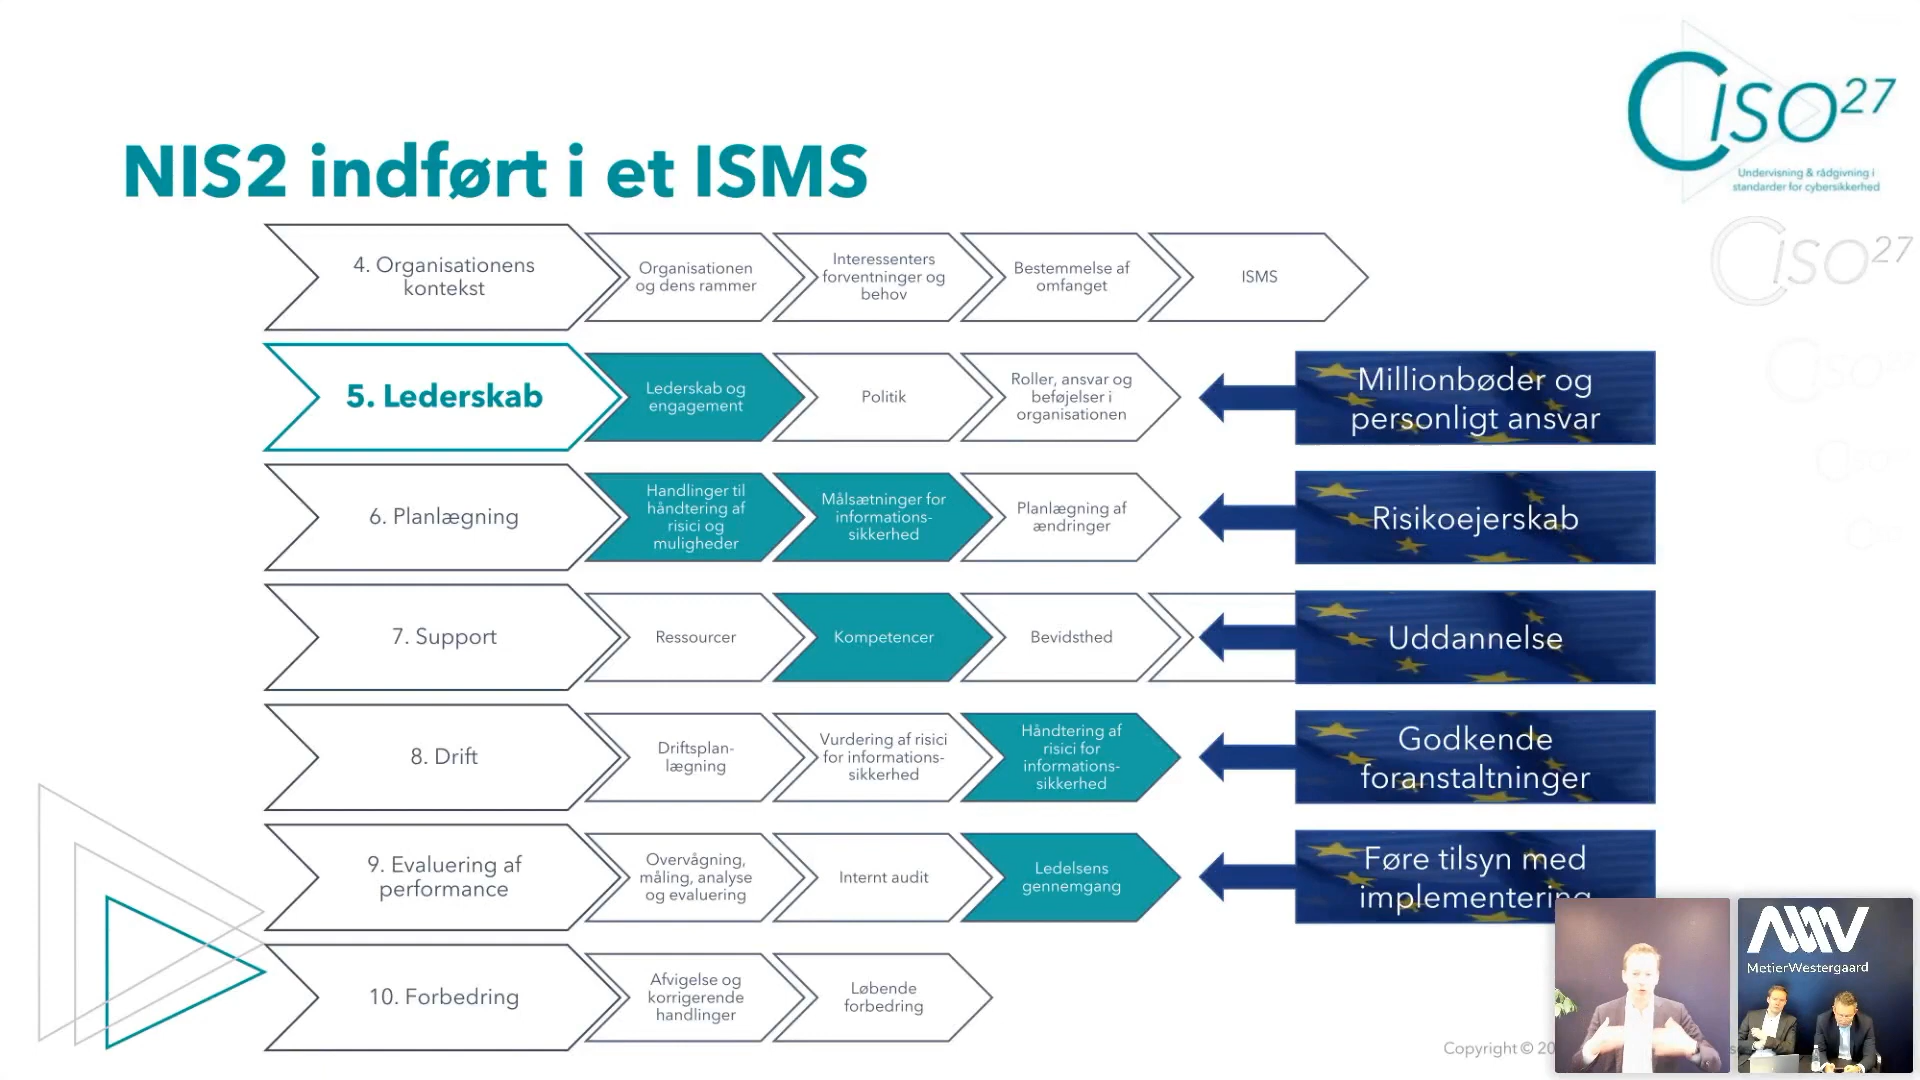 CISO27
Undervisning & rådgivning i
standarder for cybersikkerhed
CISO27
NIS2 indført i et ISMS
4. Organisationens
kontekst
Organisationen
og dens rammer
Interessenters
forventninger og
behov
Bestemmelse af
omfanget
ISMS
5. Lederskab
Lederskab og
engagement
Politik
Roller, ansvar og
beføjelser i
organisationen
Millionbøder og
personligt ansvar
6. Planlægning
Handlinger til
håndtering af
risici og
muligheder
Målsætninger for
informations-
sikkerhed
Planlægning af
ændringer
Risikoejerskab
7. Support
Ressourcer
Kompetencer
Bevidsthed
Uddannelse
8. Drift
Driftsplan-
lægning
Vurdering af risici
for informations-
sikkerhed
Håndtering af
risici for
informations-
sikkerhed
Godkende
foranstaltninger
9. Evaluering af
performance
Overvågning,
måling, analyse
og evaluering
Internt audit
Ledelsens
gennemgang
Føre tilsyn med
implementering
10. Forbedring
Afvigelse og
korrigerende
handlinger
Løbende
forbedring
MetierWestergaard
Copyright © 20